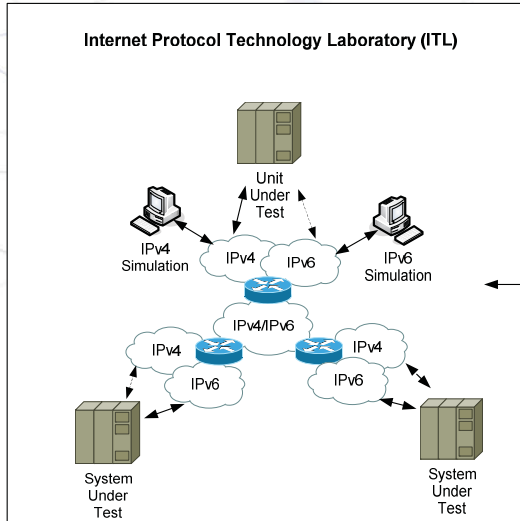 Internet Protocol Technology Laboratory (ITL)
Unit
Under
Test
IPv4
Simulation
IPv4
IPv6
IPv6
Simulation
IPv4/IPv6
IPv4
IPv6
IPv4
IPv6
System
Under
Test
System
Under
Test